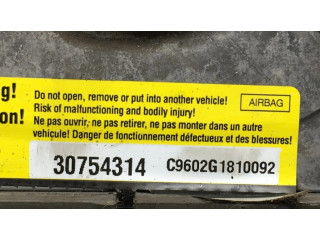 g!
Do not open, remove or put into another vehicle!
AIRBAG
Risk of malfunctioning and bodily injury!
on!
Ne pas ouvrir, ne pas retirer, ne pas monter dans un autre
vehicule! Danger de fonctionnement défectueux et des blessures!
30754314 C9602G1810092